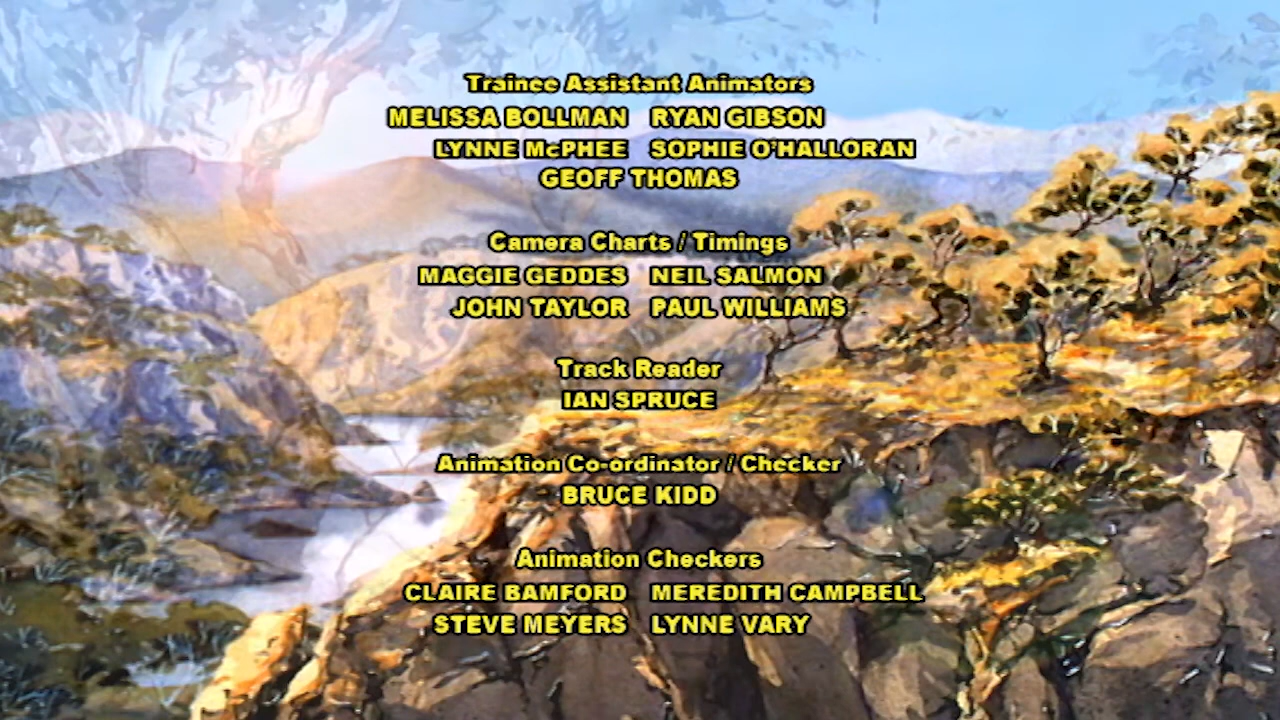 Trainee Assistant Animators
MELISSA BOLLMAN RYAN GIBSON
LYNNE McPHEE SOPHIE O'HALLORAN
GEOFF THOMAS
Camera Charts / Timings
MAGGIE GEDDES NEIL SALMON
JOHN TAYLOR PAUL WILLIAMS
Track Reader
IAN SPRUCE
Animation Co-ordinator / Checker
BRUCE KIDD
Animation Checkers
CLAIRE BAMFORD MEREDITH CAMPBELL
STEVE MEYERS LYNNE VARY